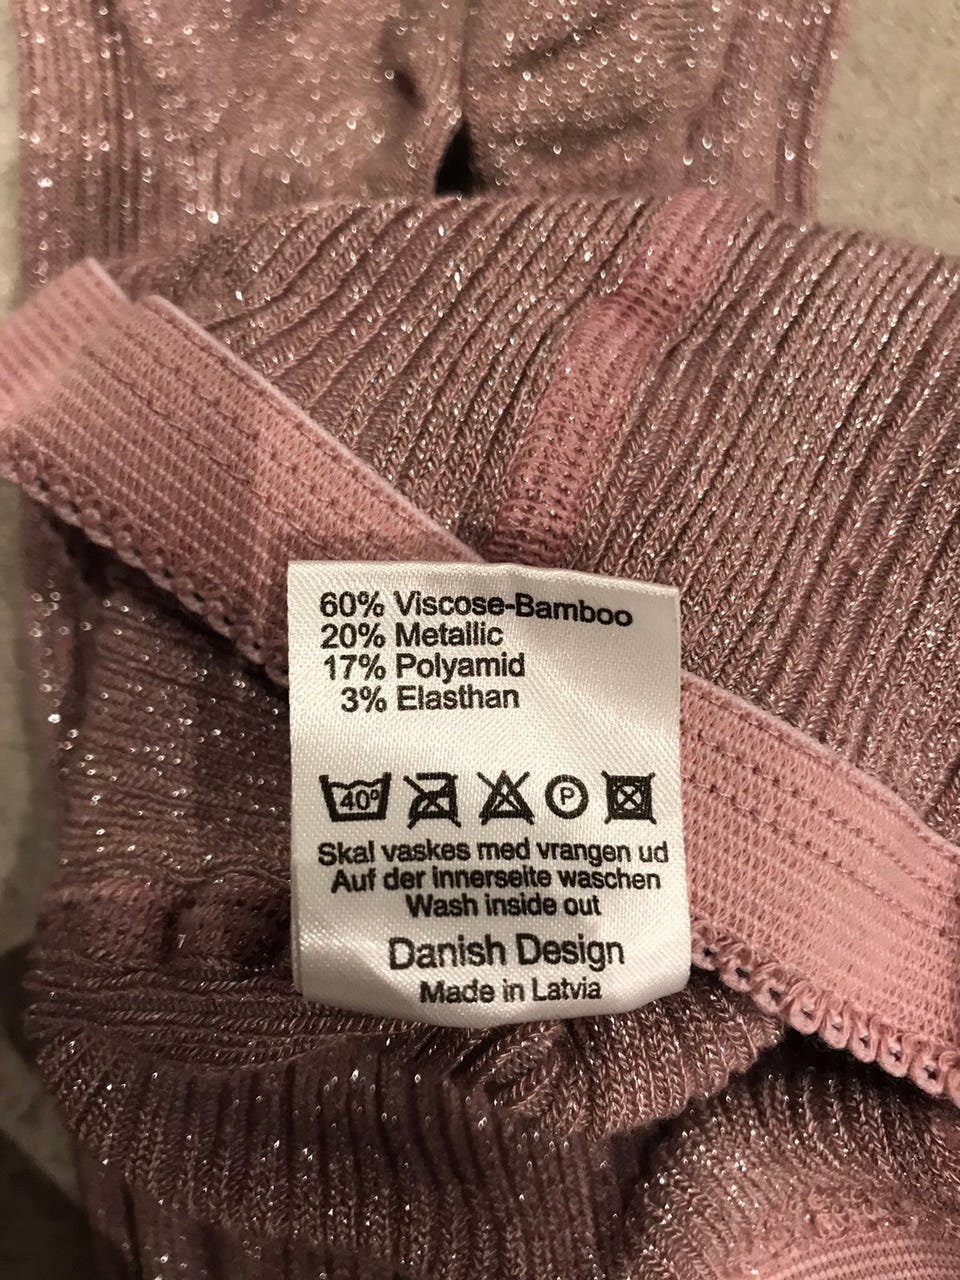 60% Viscose-Bamboo
20% Metallic
17% Polyamid
3% Elasthan
40° P
Skal vaskes med vrangen ud
Auf der innerseite waschen
Wash inside out
Danish Design
Made in Latvia